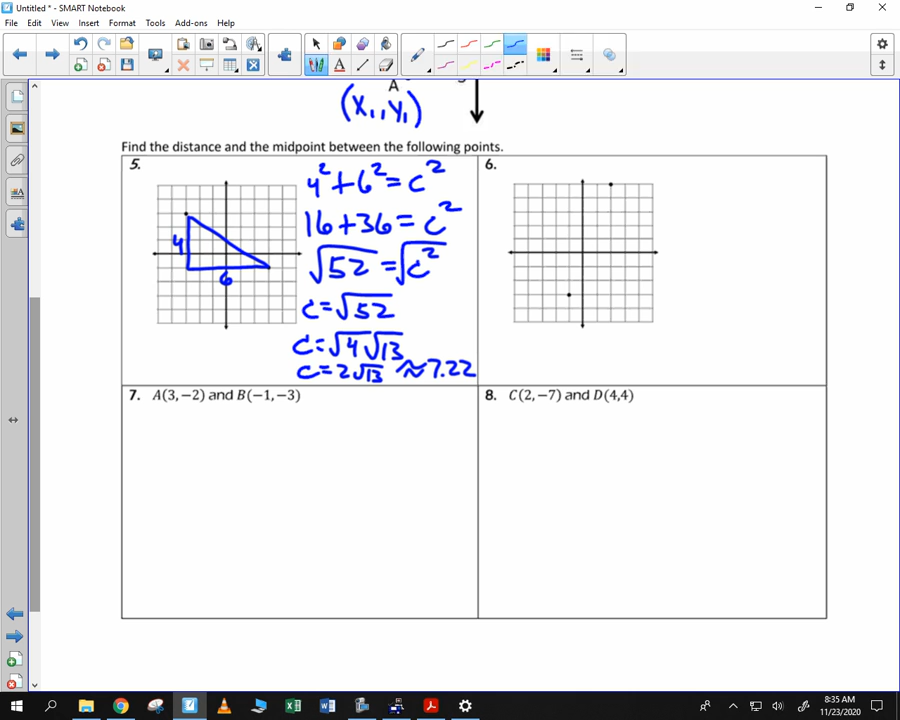 Untitled * - SMART Notebook
File Edit View Insert Format Tools Add-ons Help
A
(X₁, Y₁)
Find the distance and the midpoint between the following points.
5.
4² + 6² = c²
16 + 36 = c²
√52 = √c²
c = √52
c = √4 √13
c = 2√13 ≈ 7.22
4
6
6.
7. A(3,−2) and B(−1,−3)
8. C(2,−7) and D(4,4)
8:35 AM
11/23/2020